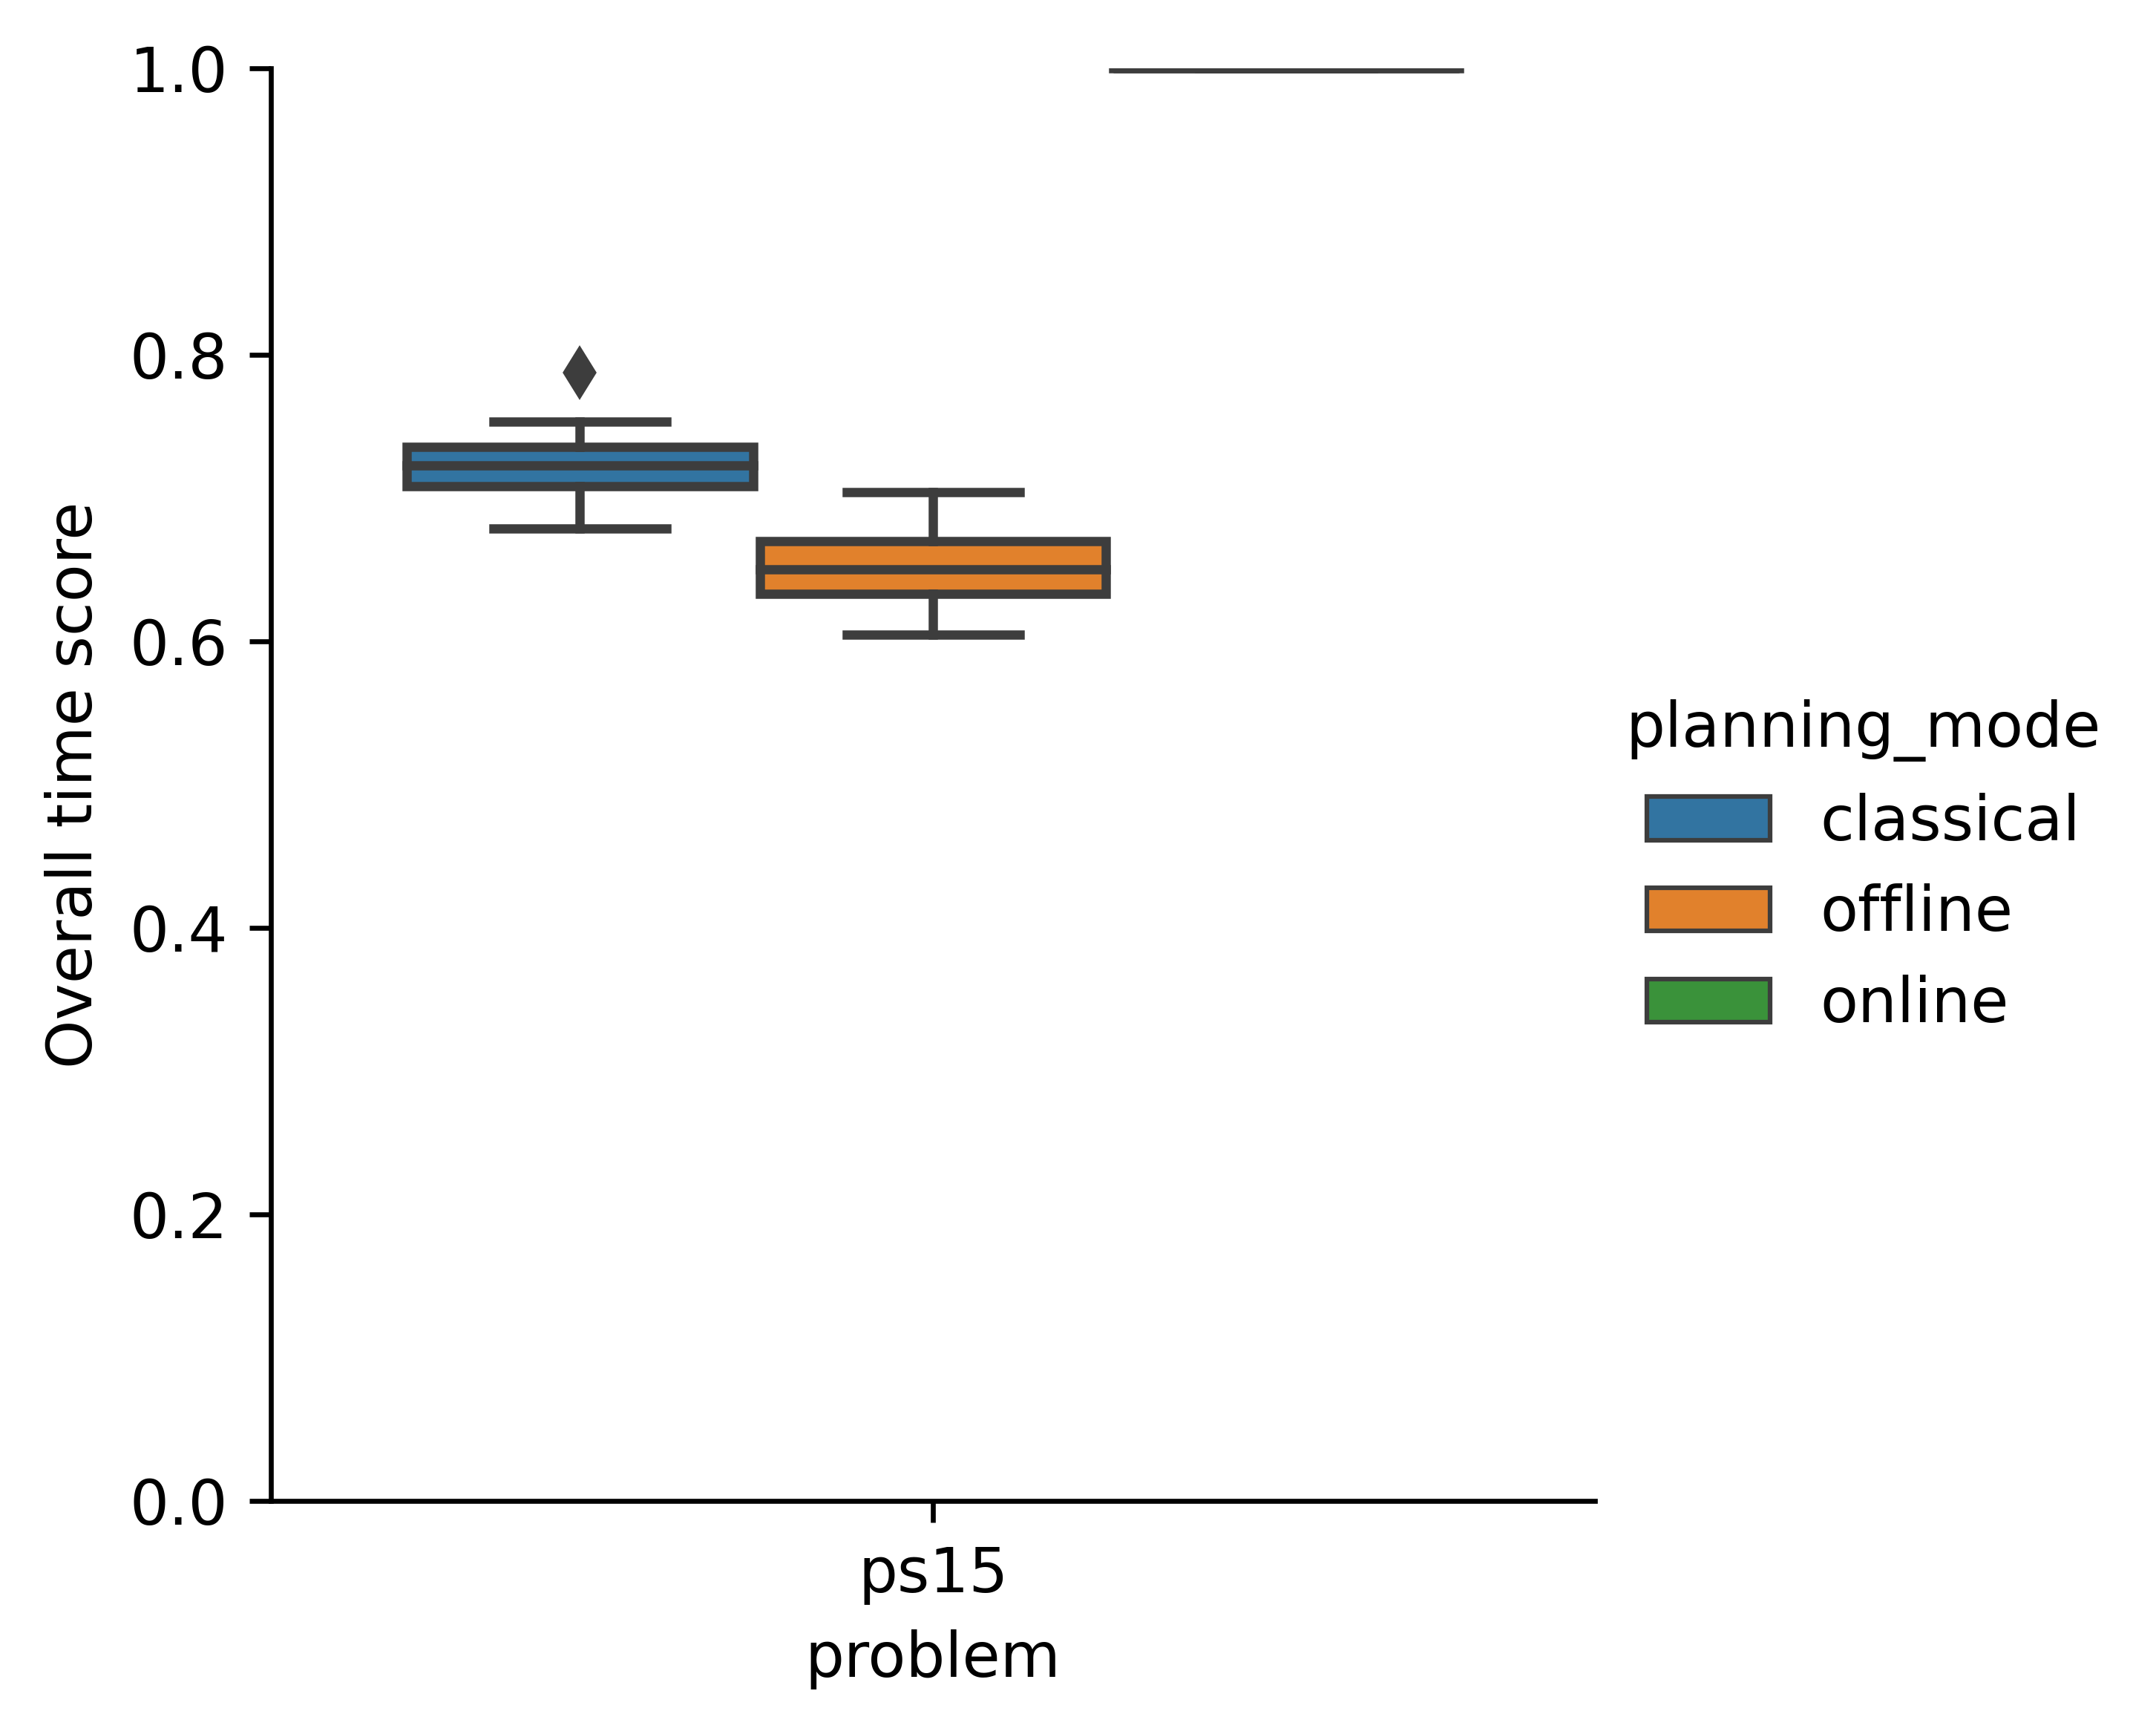 1.0
0.8
0.6
0.4
0.2
0.0
Overall time score
ps15
problem
planning_mode
classical
offline
online